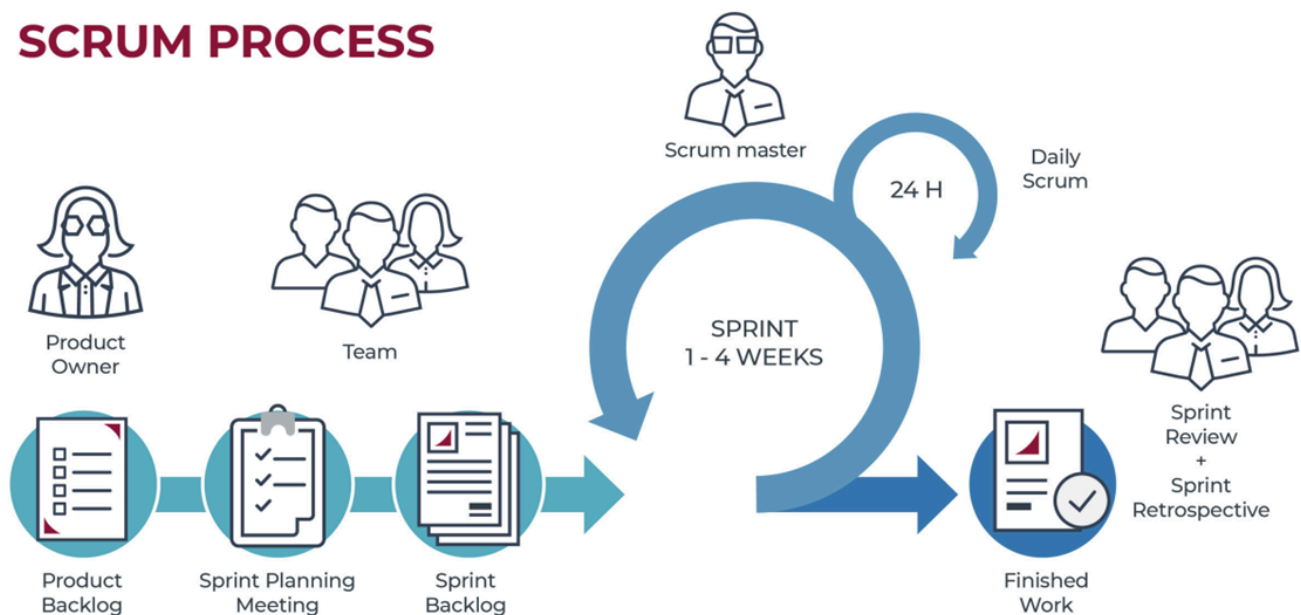 SCRUM PROCESS
Scrum master
24 H
Daily
Scrum
Product
Owner
Team
SPRINT
1 - 4 WEEKS
Sprint
Review
+
Sprint
Retrospective
Product
Backlog
Sprint Planning
Meeting
Sprint
Backlog
Finished
Work